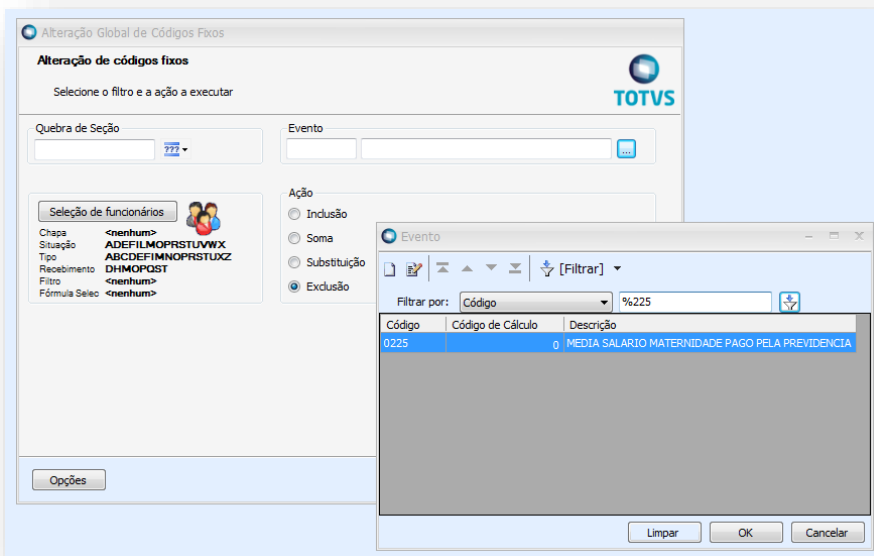 Alteração Global de Códigos Fixos
Alteração de códigos fixos
Selecione o filtro e a ação a executar
TOTVS
Quebra de Seção
???
Evento
...
Seleção de funcionários
Chapa <nenhum>
Situação ADEFILMOPRSTUVWX
Tipo ABCDEFIMNOPRSTUXZ
Recebimento DHMOPQST
Filtro <nenhum>
Fórmula Selec <nenhum>
Ação
Inclusão
Soma
Substituição
Exclusão
Opções
Evento
[Filtrar]
Filtrar por: Código %225
Código Código de Cálculo Descrição
0225 0 MEDIA SALARIO MATERNIDADE PAGO PELA PREVIDENCIA
Limpar OK Cancelar